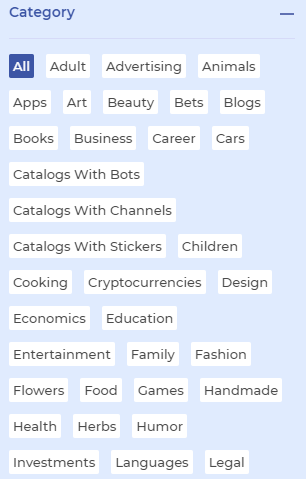 Category
All Adult Advertising Animals
Apps Art Beauty Bets Blogs
Books Business Career Cars
Catalogs With Bots
Catalogs With Channels
Catalogs With Stickers Children
Cooking Cryptocurrencies Design
Economics Education
Entertainment Family Fashion
Flowers Food Games Handmade
Health Herbs Humor
Investments Languages Legal